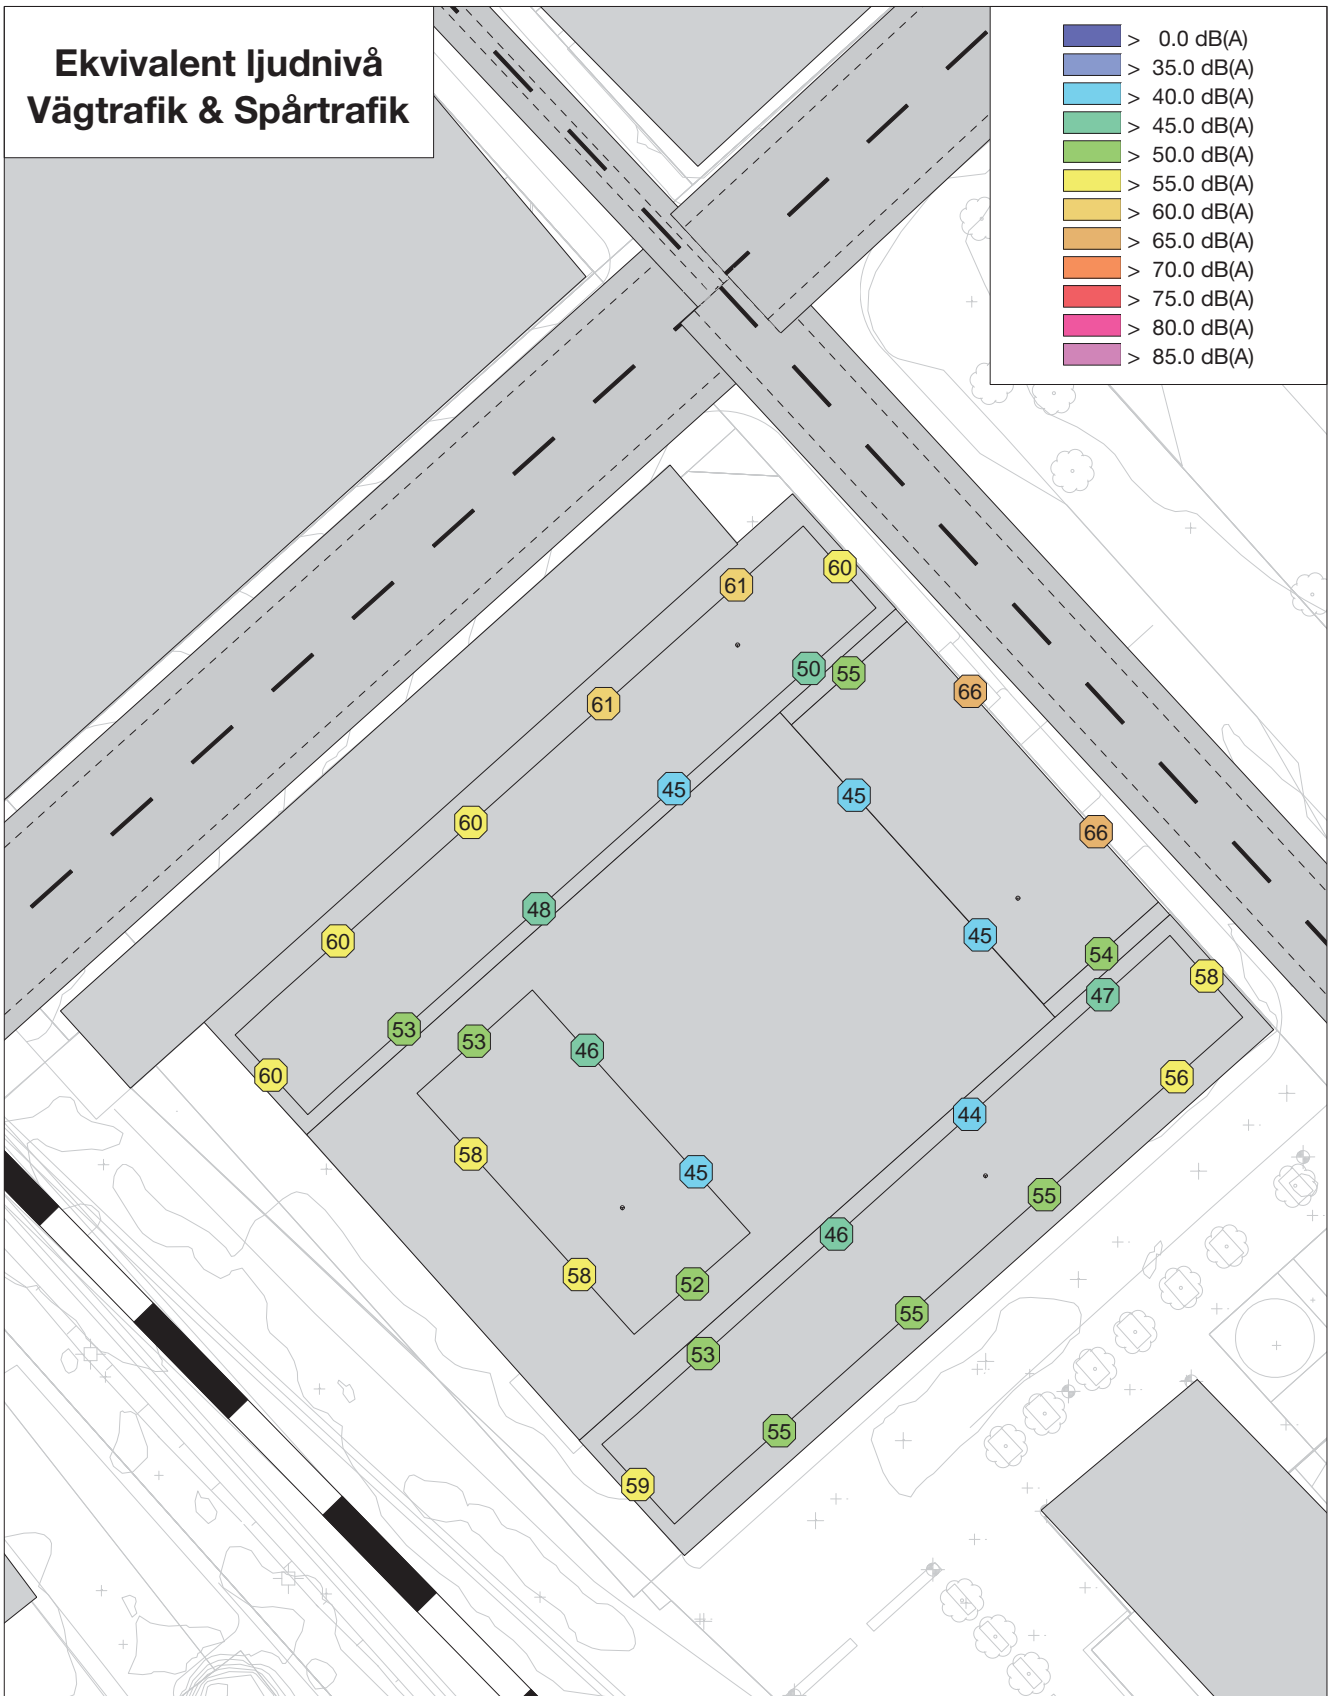 Ekvivalent ljudnivå
Vägtrafik & Spårtrafik
> 0.0 dB(A)
> 35.0 dB(A)
> 40.0 dB(A)
> 45.0 dB(A)
> 50.0 dB(A)
> 55.0 dB(A)
> 60.0 dB(A)
> 65.0 dB(A)
> 70.0 dB(A)
> 75.0 dB(A)
> 80.0 dB(A)
> 85.0 dB(A)
60
61
50
55
66
61
45
45
60
66
48
60
45
54
58
47
53
53
46
60
56
44
58
45
55
46
58
52
55
53
55
59